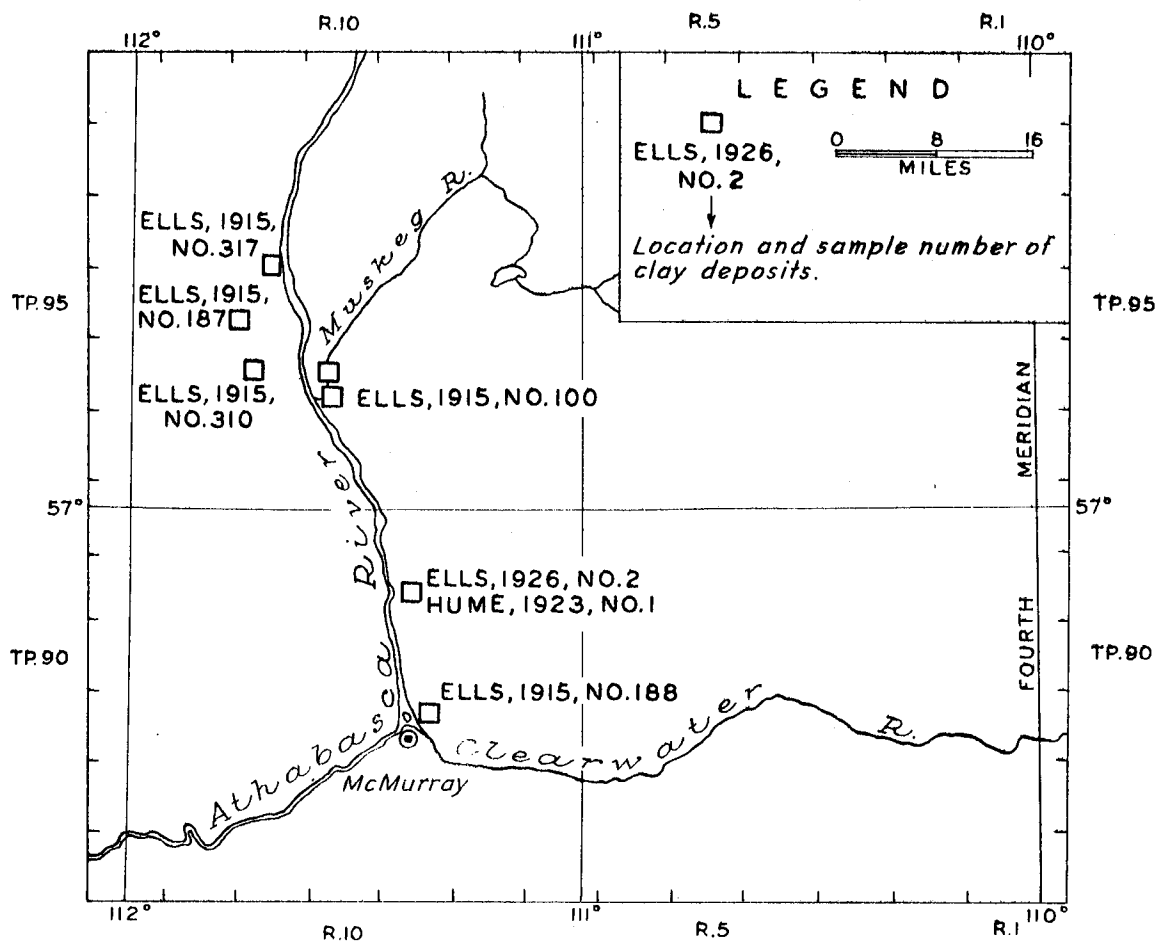 R.10
R.5
R.1
112°
111°
110°
LEGEND
0 8 16
MILES
ELLS, 1926,
NO. 2
Location and sample number of
clay deposits.
Muskeg R.
ELLS, 1915,
NO. 317
TP. 95
TP. 95
ELLS, 1915,
NO. 187
ELLS, 1915,
NO. 310
ELLS, 1915, NO. 100
MERIDIAN
FOURTH
57°
57°
ELLS, 1926, NO. 2
HUME, 1923, NO. 1
TP. 90
TP. 90
ELLS, 1915, NO. 188
Athabasca River
Clearwater R.
McMurray
112°
111°
110°
R.10
R.5
R.1